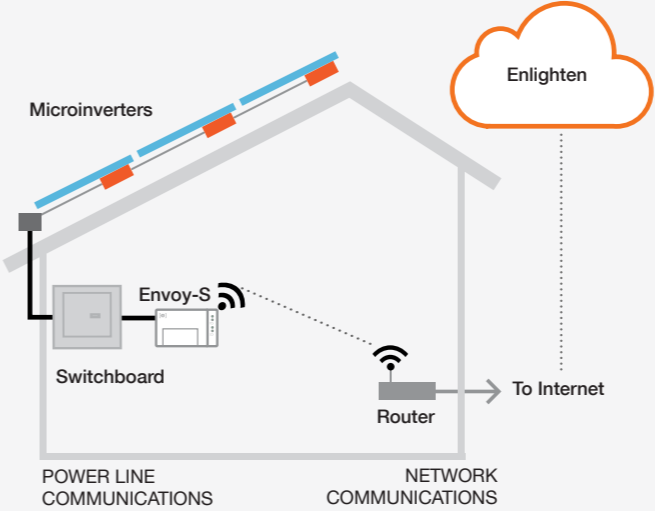 Enlighten
Microinverters
Envoy-S
Switchboard
To Internet
Router
POWER LINE
COMMUNICATIONS
NETWORK
COMMUNICATIONS